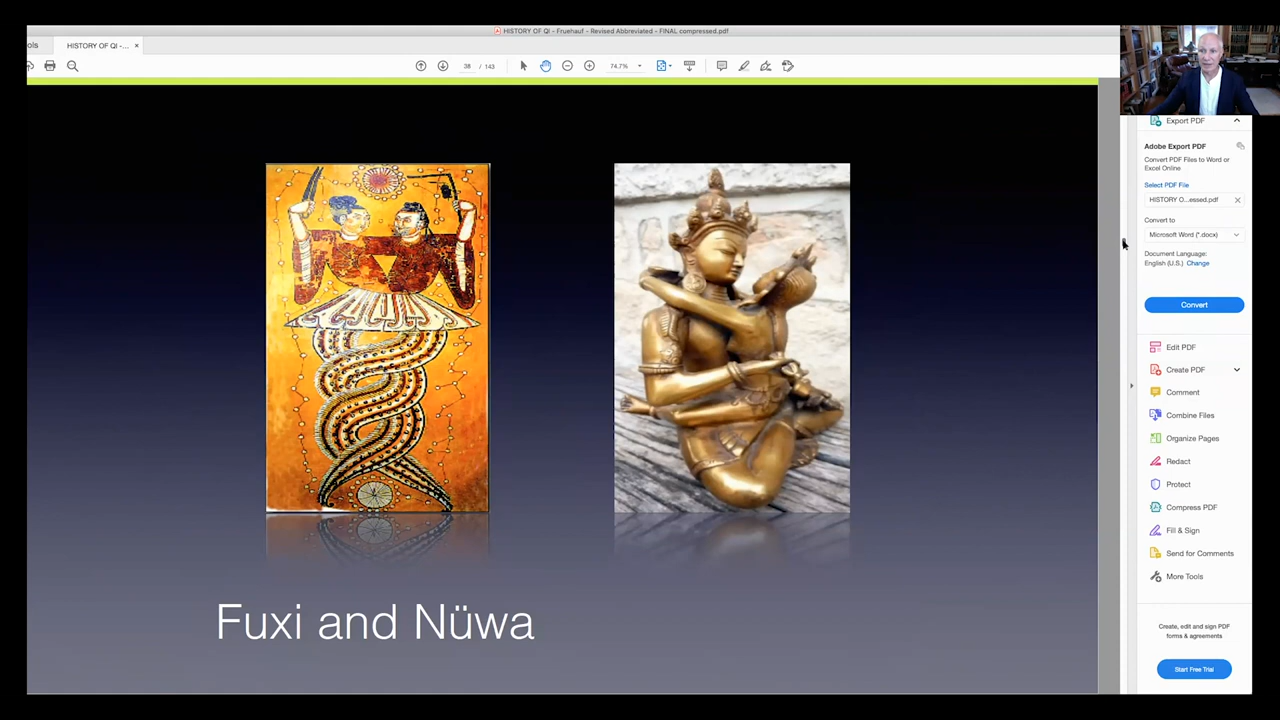 HISTORY OF QI - Fruehauf - Revised Abbreviated - FINAL compressed.pdf
ols
HISTORY OF QI -... ×
38 / 143
74.7%
Export PDF
Adobe Export PDF
Convert PDF Files to Word or
Excel Online
Select PDF File
HISTORY O...essed.pdf
Convert to
Microsoft Word (*.docx)
Document Language:
English (U.S.) Change
Convert
Edit PDF
Create PDF
Comment
Combine Files
Organize Pages
Redact
Protect
Compress PDF
Fill & Sign
Send for Comments
More Tools
Create, edit and sign PDF
forms & agreements
Start Free Trial
Fuxi and Nüwa